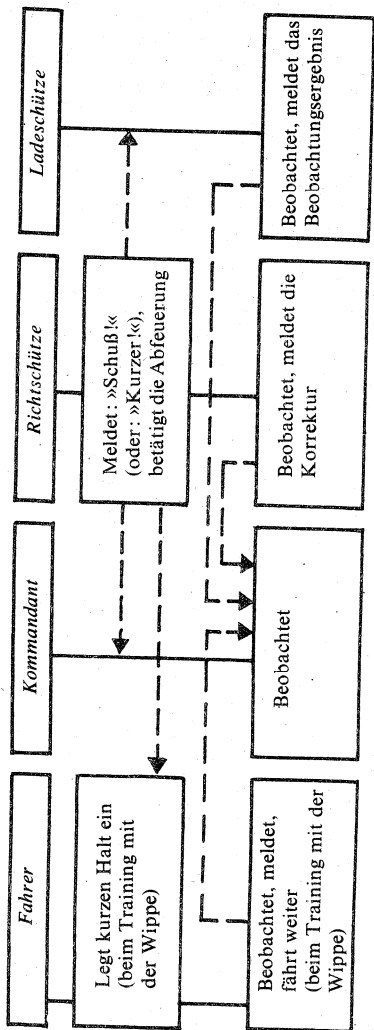 Fahrer
Kommandant
Richtschütze
Ladeschütze
Legt kurzen Halt ein
(beim Training mit
der Wippe)
Meldet: »Schuß!«
(oder: »Kurzer!«),
betätigt die Abfeuerung
Beobachtet, meldet,
fährt weiter
(beim Training mit der
Wippe)
Beobachtet
Beobachtet, meldet die
Korrektur
Beobachtet, meldet das
Beobachtungsergebnis